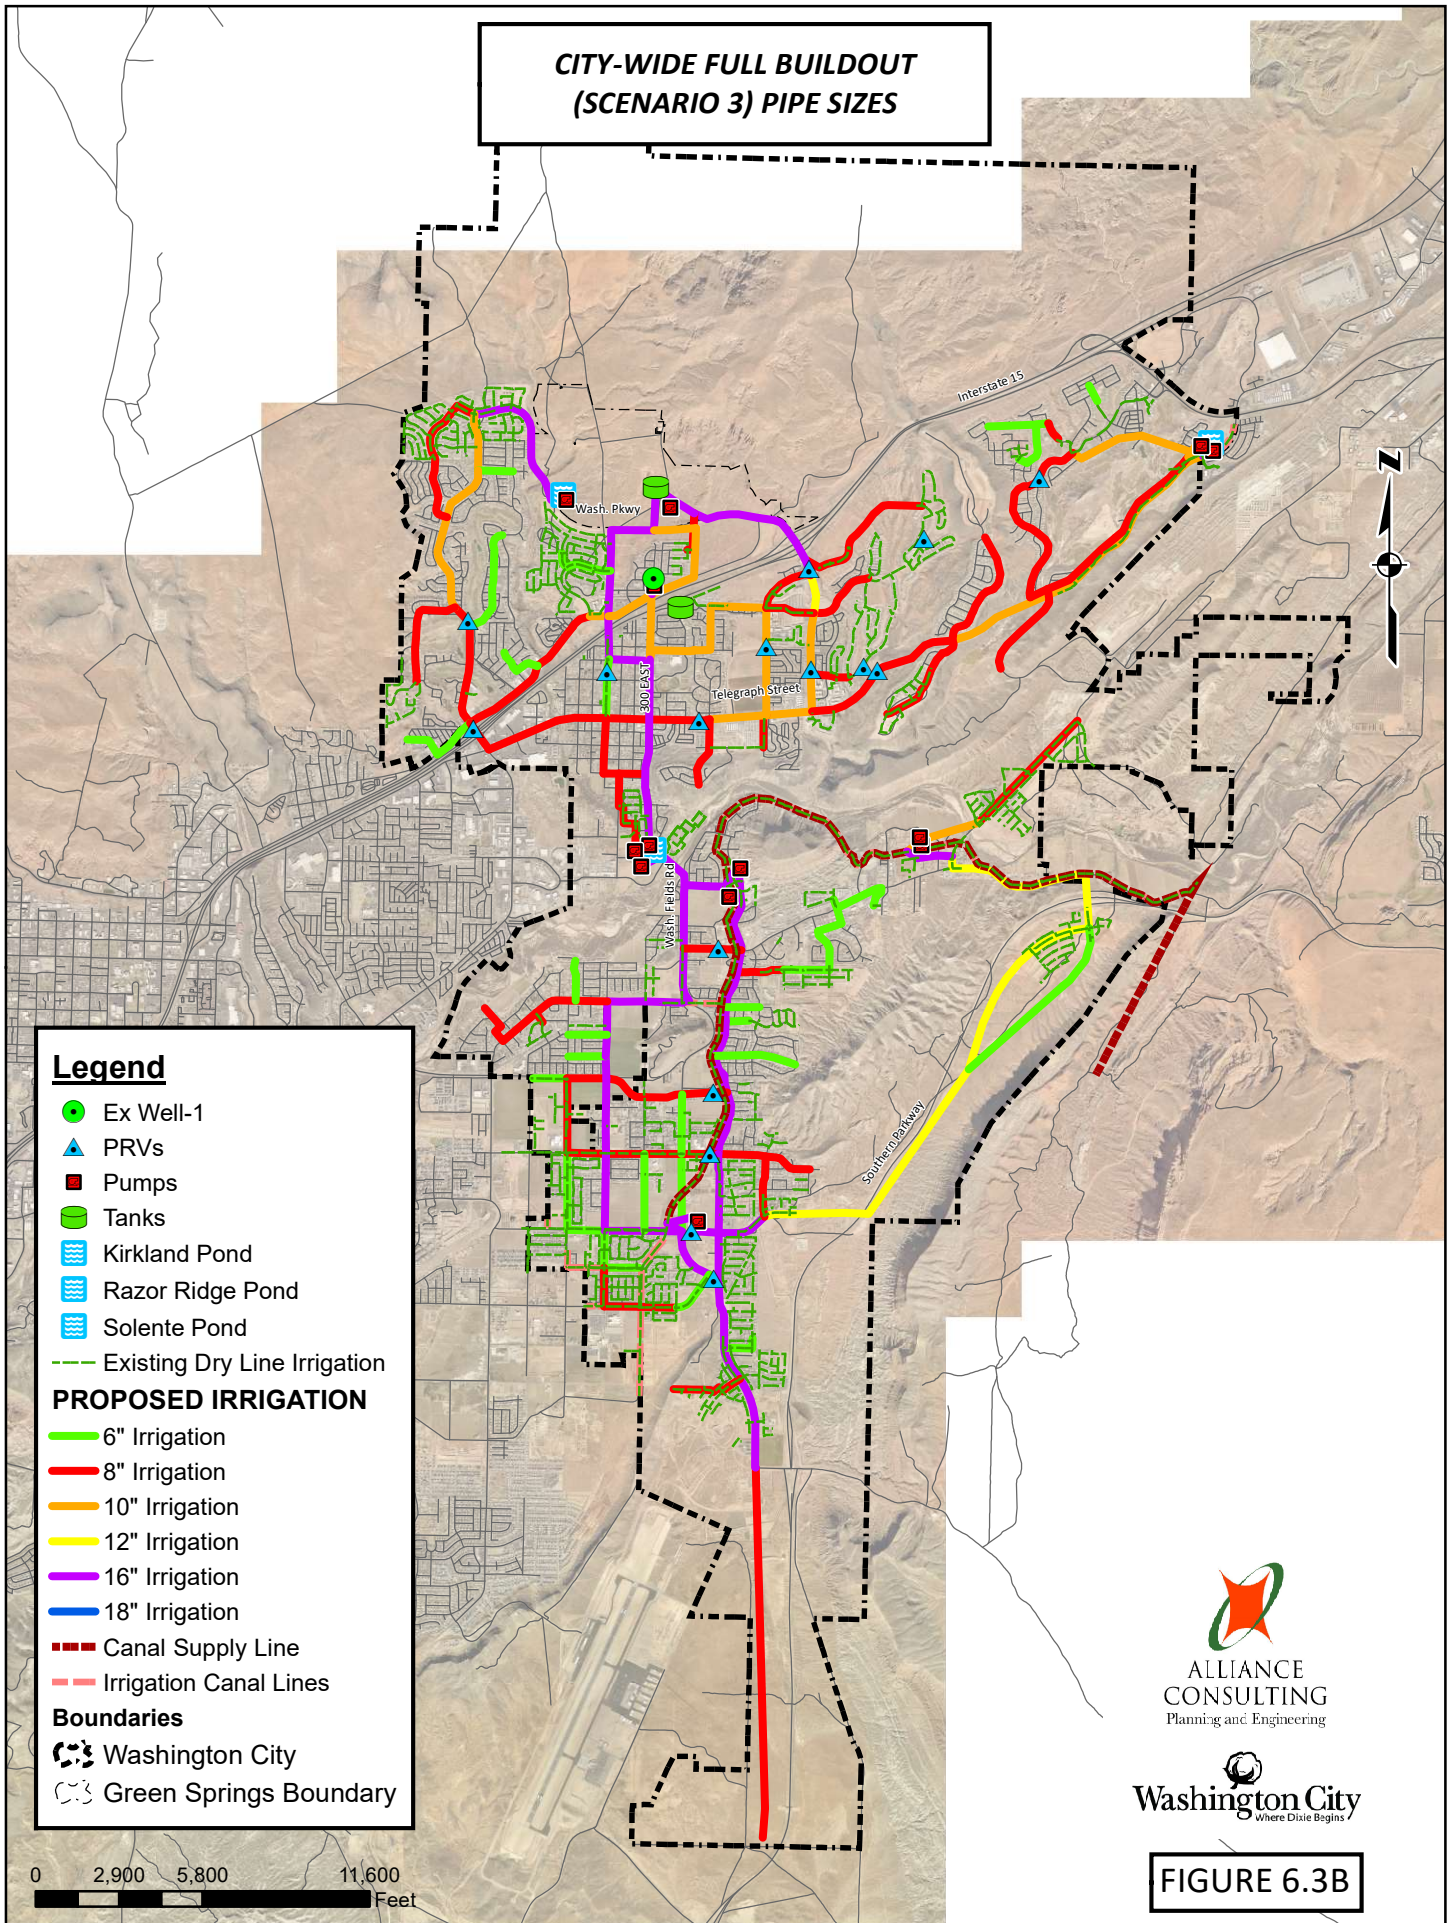 CITY-WIDE FULL BUILDOUT
(SCENARIO 3) PIPE SIZES
Interstate 15
N
Wash. Pkwy
300 EAST
Telegraph Street
Wash. Fields Rd
Southern Parkway
Legend
Ex Well-1
PRVs
Pumps
Tanks
Kirkland Pond
Razor Ridge Pond
Solente Pond
Existing Dry Line Irrigation
PROPOSED IRRIGATION
6" Irrigation
8" Irrigation
10" Irrigation
12" Irrigation
16" Irrigation
18" Irrigation
Canal Supply Line
Irrigation Canal Lines
Boundaries
Washington City
Green Springs Boundary
0 2,900 5,800 11,600
Feet
ALLIANCE
CONSULTING
Planning and Engineering
Washington City
Where Dixie Begins
FIGURE 6.3B